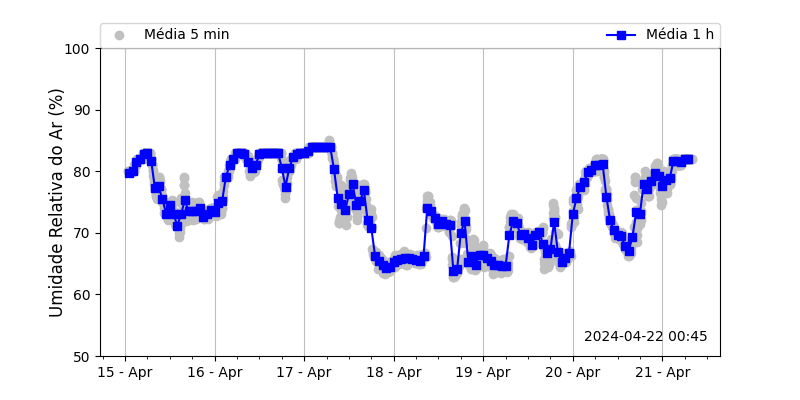 Média 5 min
Média 1 h
Umidade Relativa do Ar (%)
100
90
80
70
60
50
2024-04-22 00:45
15 - Apr
16 - Apr
17 - Apr
18 - Apr
19 - Apr
20 - Apr
21 - Apr